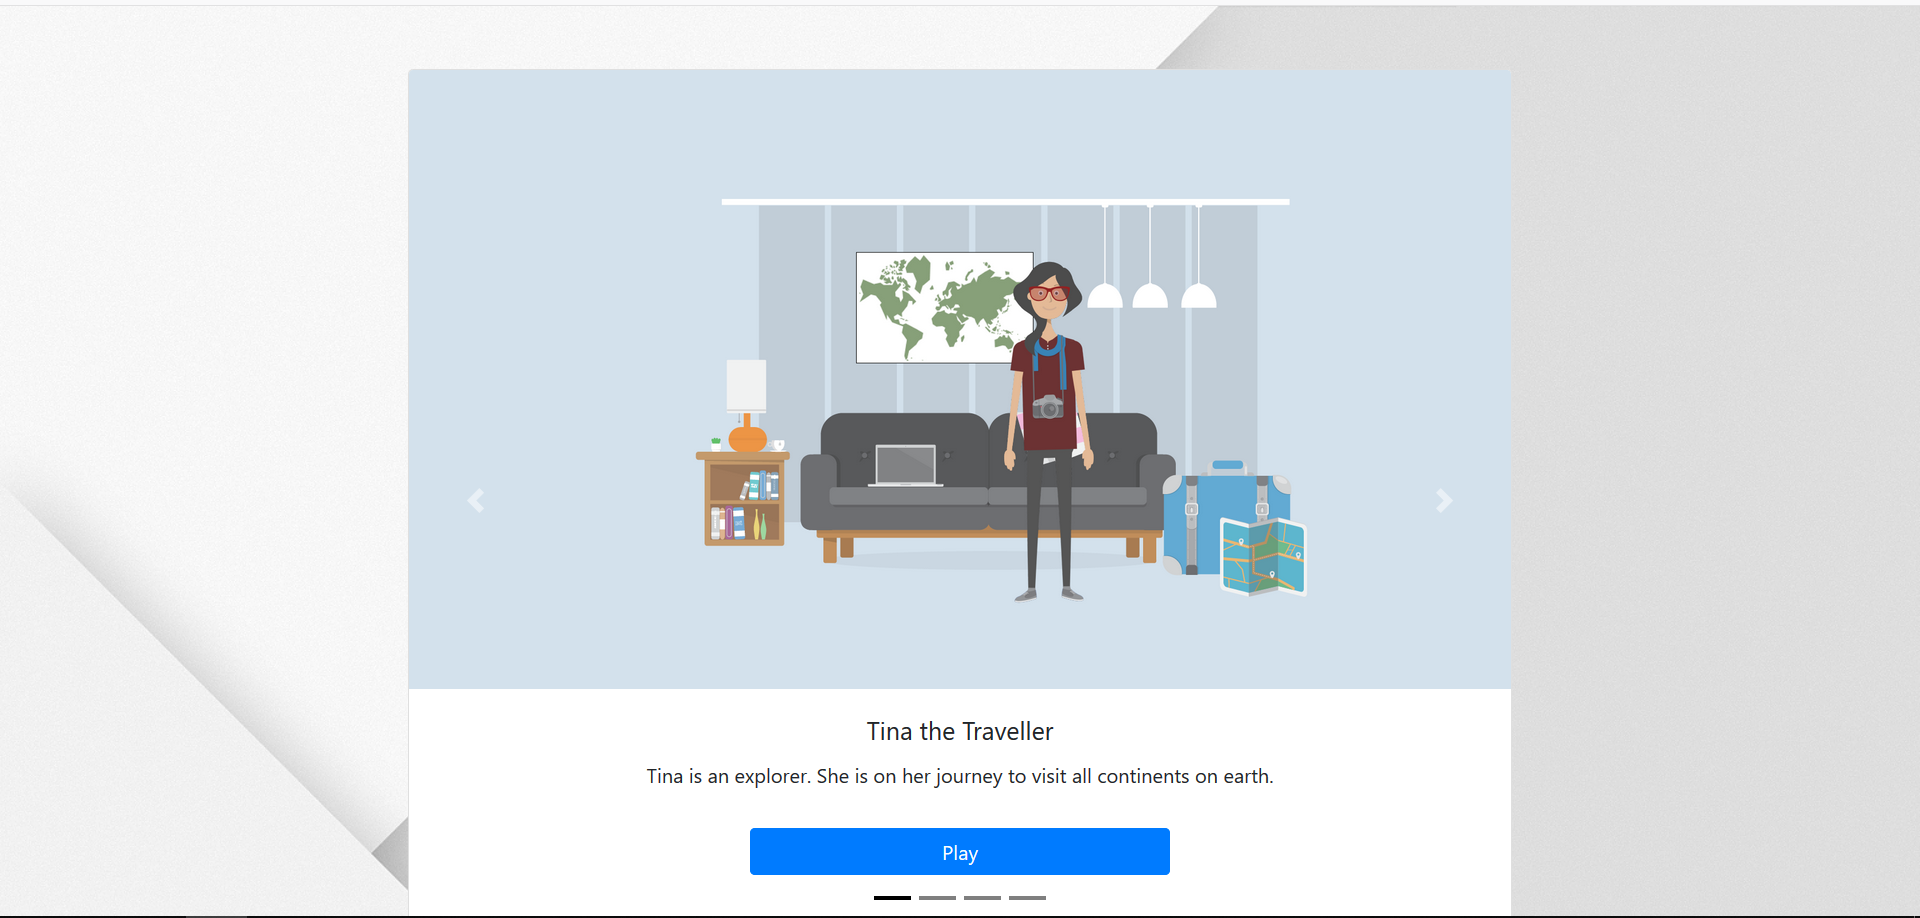 Tina the Traveller
Tina is an explorer. She is on her journey to visit all continents on earth.
Play